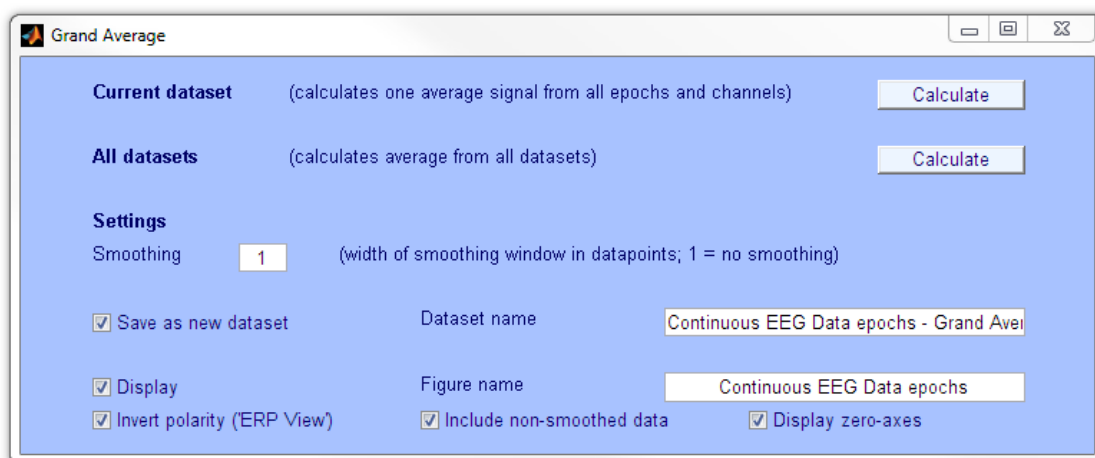 Grand Average
Current dataset (calculates one average signal from all epochs and channels) Calculate
All datasets (calculates average from all datasets) Calculate
Settings
Smoothing 1 (width of smoothing window in datapoints; 1 = no smoothing)
Save as new dataset Dataset name Continuous EEG Data epochs - Grand Aver
Display Figure name Continuous EEG Data epochs
Invert polarity ('ERP View') Include non-smoothed data Display zero-axes